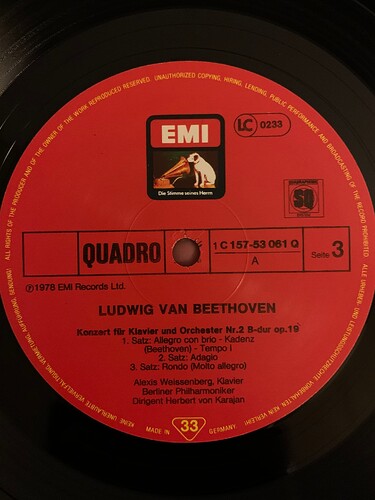 ALL RIGHTS OF THE PRODUCER AND OF THE OWNER OF THE WORK REPRODUCED RESERVED. UNAUTHORIZED COPYING, HIRING, LENDING, PUBLIC PERFORMANCE AND BROADCASTING OF THE RECORD PROHIBITED
EMI
Die Stimme seines Herrn
LC 0233
SQ
QUADRO
1 C 157-53 061 Q
A
Seite 3
℗1978 EMI Records Ltd.
LUDWIG VAN BEETHOVEN
Konzert für Klavier und Orchester Nr.2 B-dur op.19
1. Satz: Allegro con brio - Kadenz
(Beethoven) - Tempo I
2. Satz: Adagio
3. Satz: Rondo (Molto allegro)
Alexis Weissenberg, Klavier
Berliner Philharmoniker
Dirigent Herbert von Karajan
MADE IN 33 GERMANY